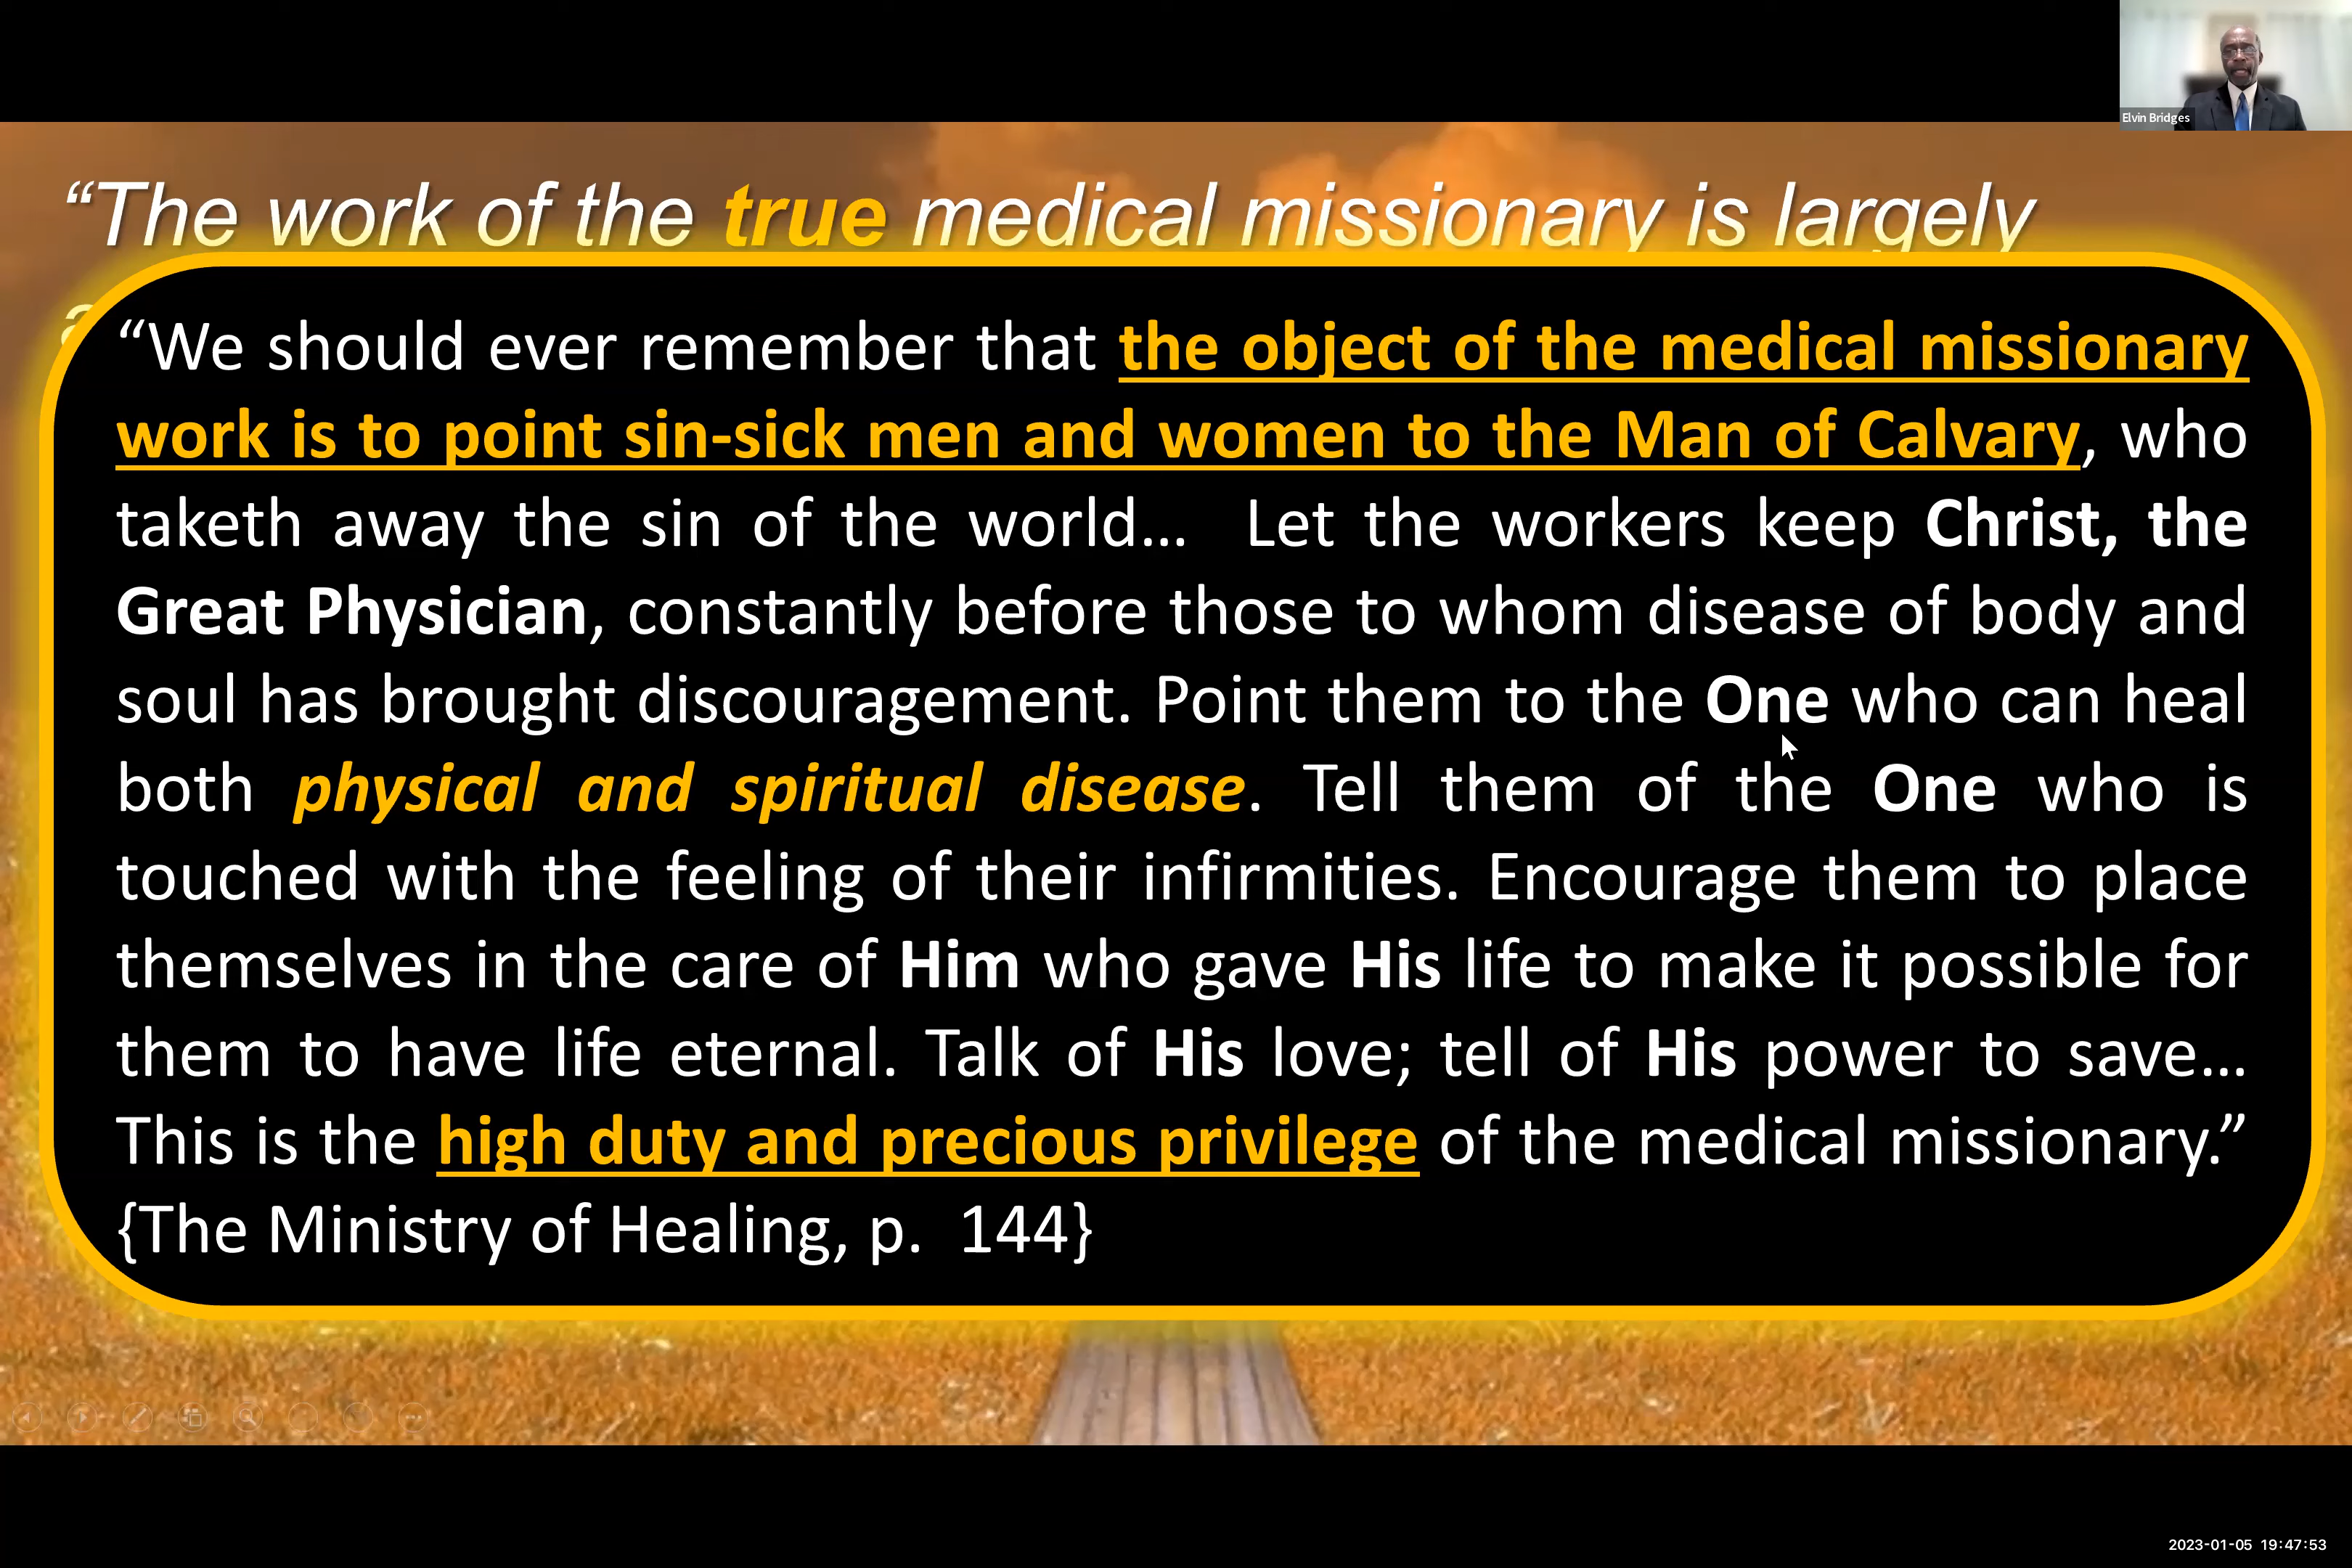 Elvin Bridges
“The work of the true medical missionary is largely
“We should ever remember that the object of the medical missionary
work is to point sin-sick men and women to the Man of Calvary, who
taketh away the sin of the world... Let the workers keep Christ, the
Great Physician, constantly before those to whom disease of body and
soul has brought discouragement. Point them to the One who can heal
both physical and spiritual disease. Tell them of the One who is
touched with the feeling of their infirmities. Encourage them to place
themselves in the care of Him who gave His life to make it possible for
them to have life eternal. Talk of His love; tell of His power to save...
This is the high duty and precious privilege of the medical missionary.”
{The Ministry of Healing, p. 144}
2023-01-05 19:47:53